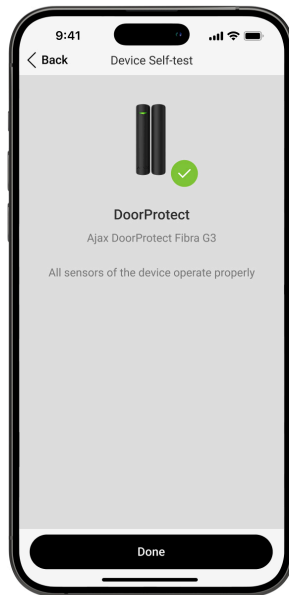 9:41
Back
Device Self-test
DoorProtect
Ajax DoorProtect Fibra G3
All sensors of the device operate properly
Done